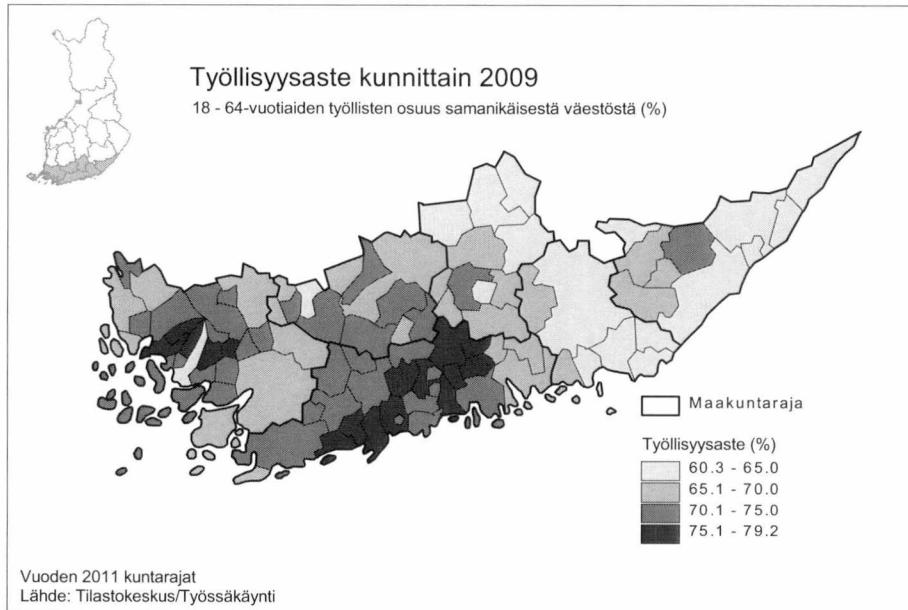 Työllisyysaste kunnittain 2009
18 - 64-vuotiaiden työllisten osuus samanikäisestä väestöstä (%)
Maakuntaraja
Työllisyysaste (%)
60.3 - 65.0
65.1 - 70.0
70.1 - 75.0
75.1 - 79.2
Vuoden 2011 kuntarajat
Lähde: Tilastokeskus/Työssäkäynti